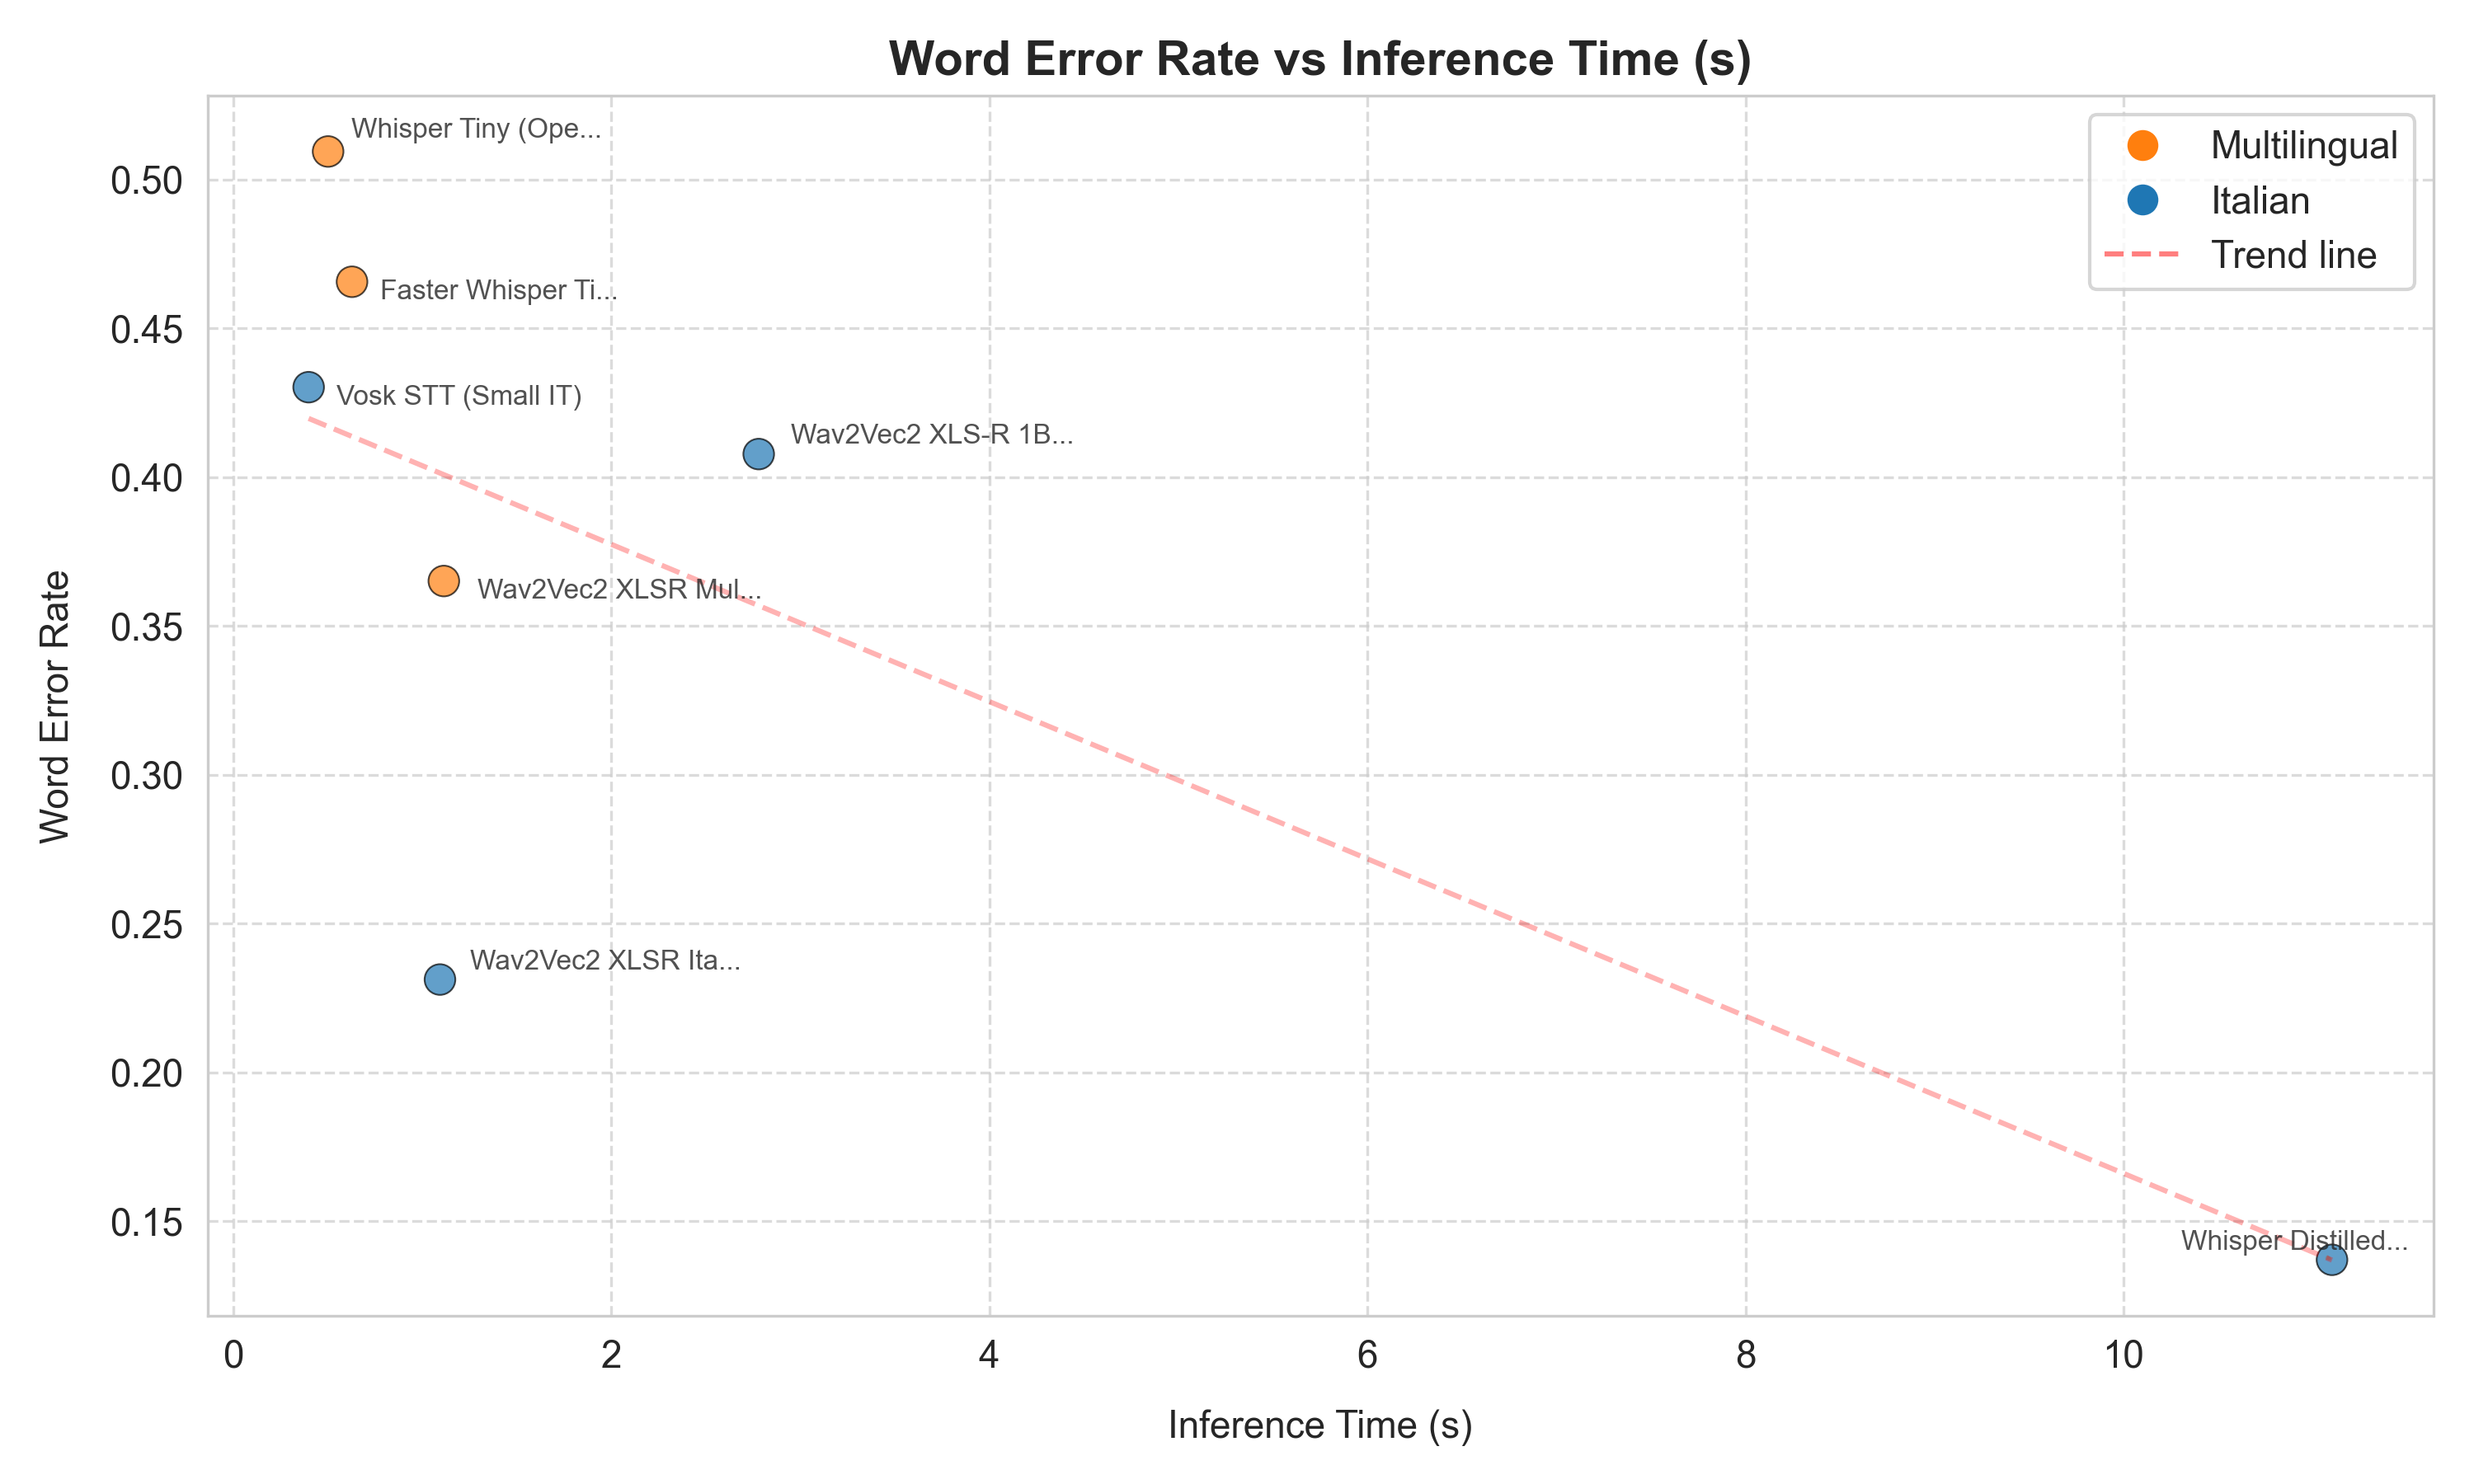 Word Error Rate vs Inference Time (s)
Whisper Tiny (Ope...
Faster Whisper Ti...
Vosk STT (Small IT)
Wav2Vec2 XLS-R 1B...
Wav2Vec2 XLSR Mul...
Wav2Vec2 XLSR Ita...
Whisper Distilled...
Multilingual
Italian
Trend line
Word Error Rate
0.50
0.45
0.40
0.35
0.30
0.25
0.20
0.15
0 2 4 6 8 10
Inference Time (s)